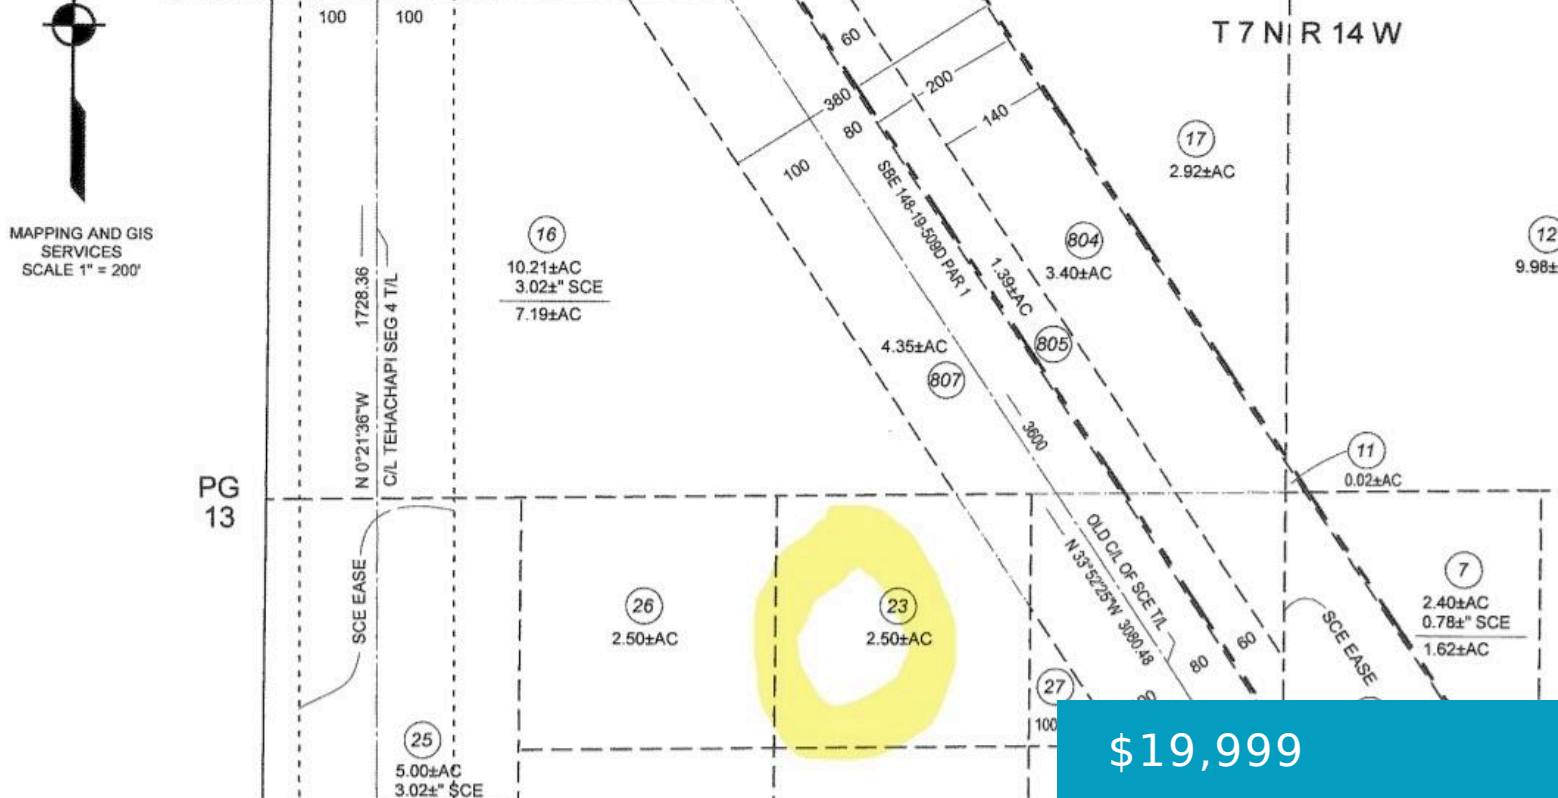 100
100
60
T 7 N R 14 W
380
200
80
140
100
17
2.92±AC
MAPPING AND GIS
SERVICES
SCALE 1" = 200'
16
10.21±AC
3.02±" SCE
7.19±AC
SBE 148-19-509D PAR 1
804
3.40±AC
12
9.98±
N 0°21'36"W 1728.36
C/L TEHACHAPI SEG 4 T/L
1.39±AC
805
4.35±AC
807
3600
11
0.02±AC
PG
13
SCE EASE
OLD C/L OF SCE T/L
N 33°52'25"W 3080.48
26
2.50±AC
23
2.50±AC
7
2.40±AC
0.78±" SCE
1.62±AC
SCE EASE
60
80
27
100
25
5.00±AC
3.02±" SCE
$19,999